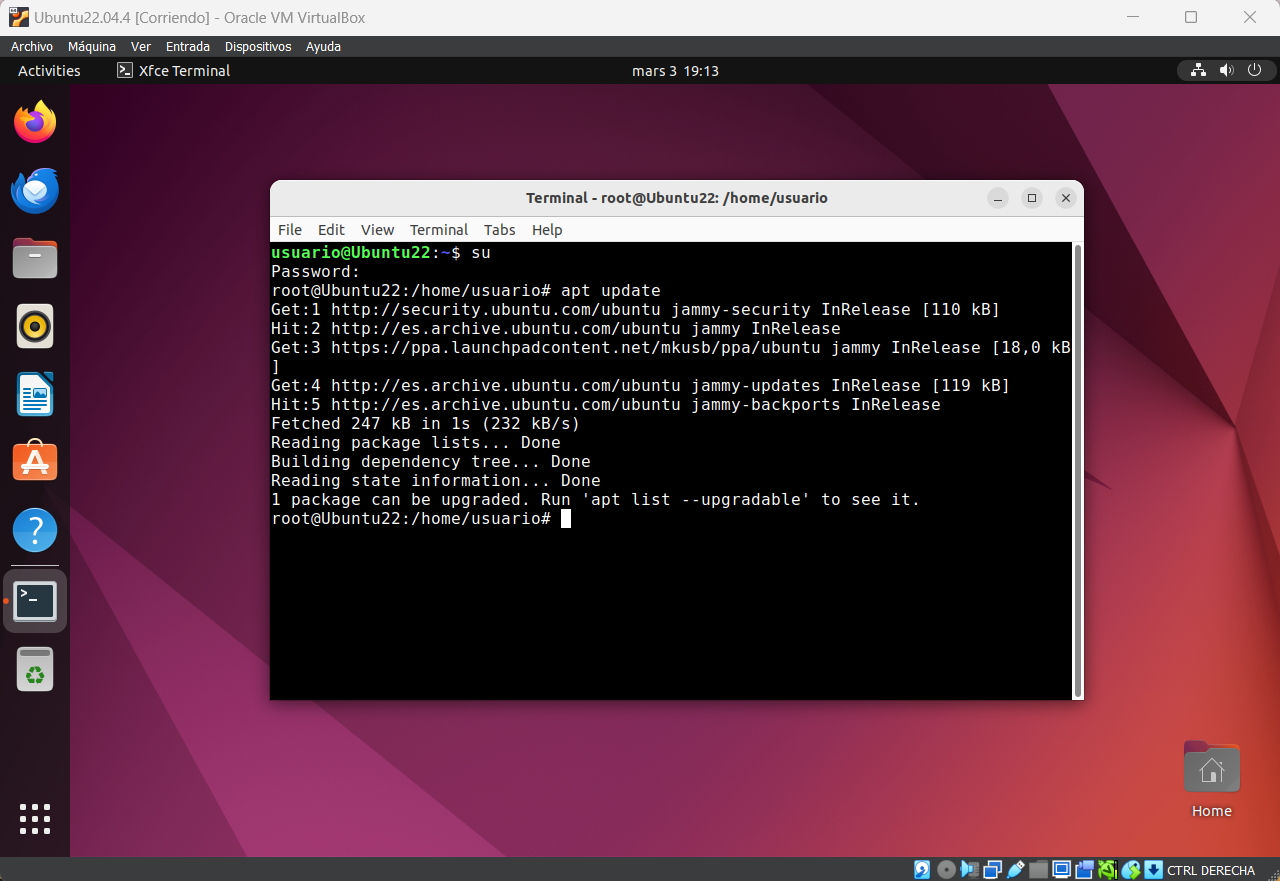 Ubuntu22.04.4 [Corriendo] - Oracle VM VirtualBox
Archivo Máquina Ver Entrada Dispositivos Ayuda
Activities Xfce Terminal mars 3 19:13
Terminal - root@Ubuntu22: /home/usuario
File Edit View Terminal Tabs Help
usuario@Ubuntu22:~$ su
Password:
root@Ubuntu22:/home/usuario# apt update
Get:1 http://security.ubuntu.com/ubuntu jammy-security InRelease [110 kB]
Hit:2 http://es.archive.ubuntu.com/ubuntu jammy InRelease
Get:3 https://ppa.launchpadcontent.net/mkusb/ppa/ubuntu jammy InRelease [18,0 kB
]
Get:4 http://es.archive.ubuntu.com/ubuntu jammy-updates InRelease [119 kB]
Hit:5 http://es.archive.ubuntu.com/ubuntu jammy-backports InRelease
Fetched 247 kB in 1s (232 kB/s)
Reading package lists... Done
Building dependency tree... Done
Reading state information... Done
1 package can be upgraded. Run 'apt list --upgradable' to see it.
root@Ubuntu22:/home/usuario#
Home
CTRL DERECHA